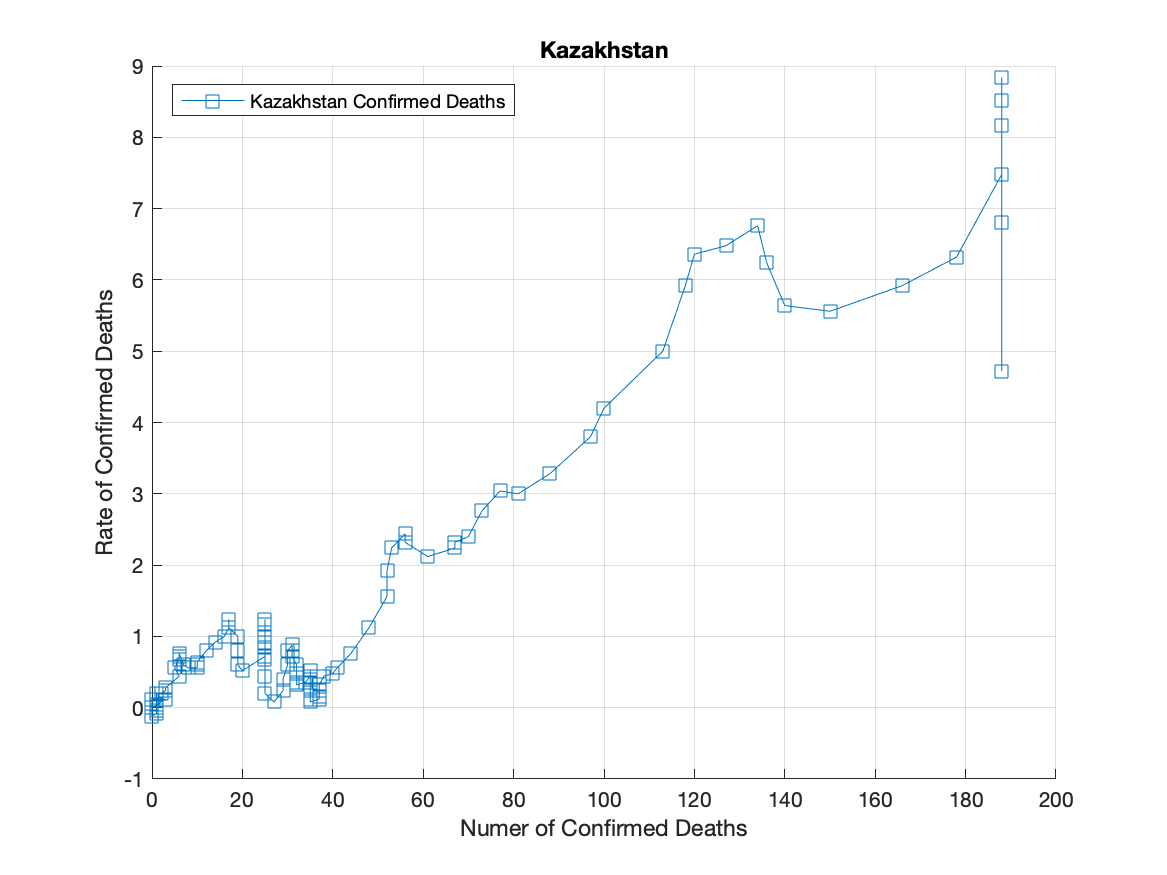 Kazakhstan
Kazakhstan Confirmed Deaths
9
8
7
6
5
4
3
2
1
0
-1
Rate of Confirmed Deaths
0 20 40 60 80 100 120 140 160 180 200
Numer of Confirmed Deaths